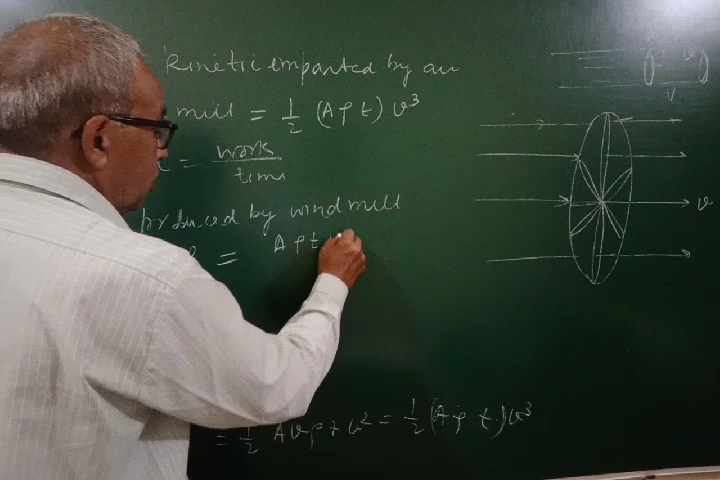 Kinetic imparted by an
mill = 1/2 (Aρt) v³
= work / time
produced by wind mill
= Aρt
= 1/2 Avρt v² = 1/2 (Aρt) v³
v
V
v